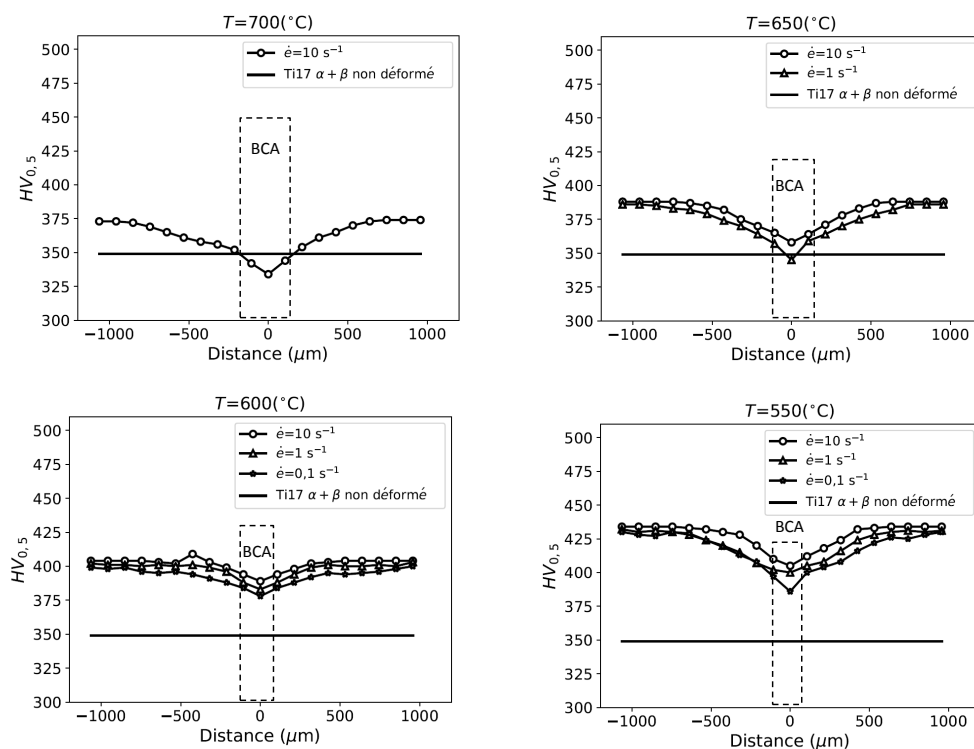 T=700(°C)
ė=10 s⁻¹
Ti17 α + β non déformé
BCA
HV₀,₅
500
475
450
425
400
375
350
325
300
−1000
−500
0
500
1000
Distance (μm)
T=650(°C)
ė=10 s⁻¹
ė=1 s⁻¹
Ti17 α + β non déformé
BCA
HV₀,₅
500
475
450
425
400
375
350
325
300
−1000
−500
0
500
1000
Distance (μm)
T=600(°C)
ė=10 s⁻¹
ė=1 s⁻¹
ė=0,1 s⁻¹
Ti17 α + β non déformé
BCA
HV₀,₅
500
475
450
425
400
375
350
325
300
−1000
−500
0
500
1000
Distance (μm)
T=550(°C)
ė=10 s⁻¹
ė=1 s⁻¹
ė=0,1 s⁻¹
Ti17 α + β non déformé
BCA
HV₀,₅
500
475
450
425
400
375
350
325
300
−1000
−500
0
500
1000
Distance (μm)